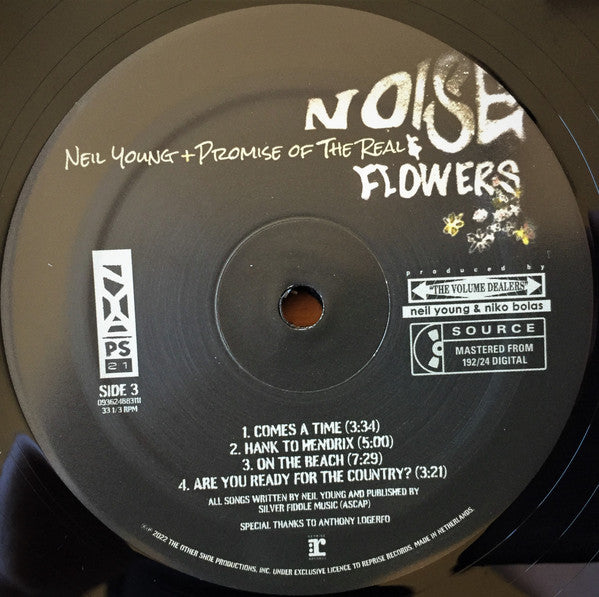 NOISE
&
FLOWERS
NEIL YOUNG + PROMISE OF THE REAL
produced by
"THE VOLUME DEALERS"
neil young & niko bolas
SOURCE
MASTERED FROM
192/24 DIGITAL
PS
21
SIDE 3
33 1/3 RPM
1. COMES A TIME (3:34)
2. HANK TO HENDRIX (5:00)
3. ON THE BEACH (7:29)
4. ARE YOU READY FOR THE COUNTRY? (3:21)
ALL SONGS WRITTEN BY NEIL YOUNG AND PUBLISHED BY
SILVER FIDDLE MUSIC (ASCAP)
SPECIAL THANKS TO ANTHONY LOGERFO
REPRISE
r
℗© 2022 THE OTHER SHOE PROMOTIONS, INC. UNDER EXCLUSIVE LICENCE TO REPRISE RECORDS. MADE IN NETHERLANDS.